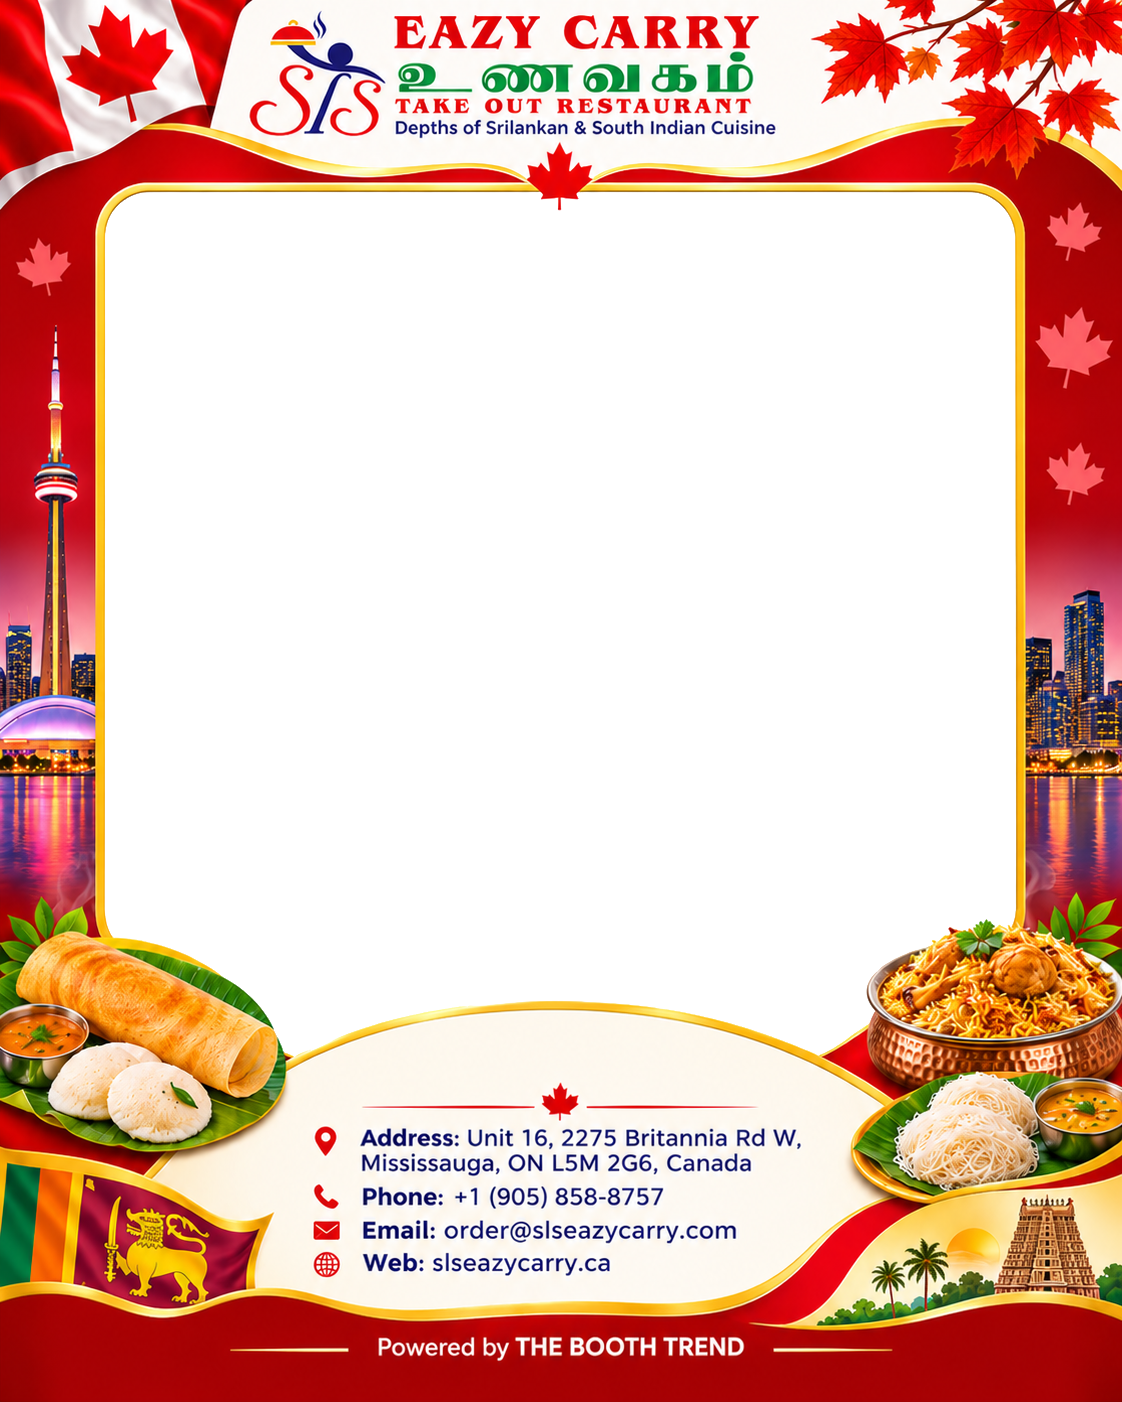 SlS
EAZY CARRY
உணவகம்
TAKE OUT RESTAURANT
Depths of Srilankan & South Indian Cuisine
Address: Unit 16, 2275 Britannia Rd W,
Mississauga, ON L5M 2G6, Canada
Phone: +1 (905) 858-8757
Email: order@slseazycarry.com
Web: slseazycarry.ca
Powered by THE BOOTH TREND